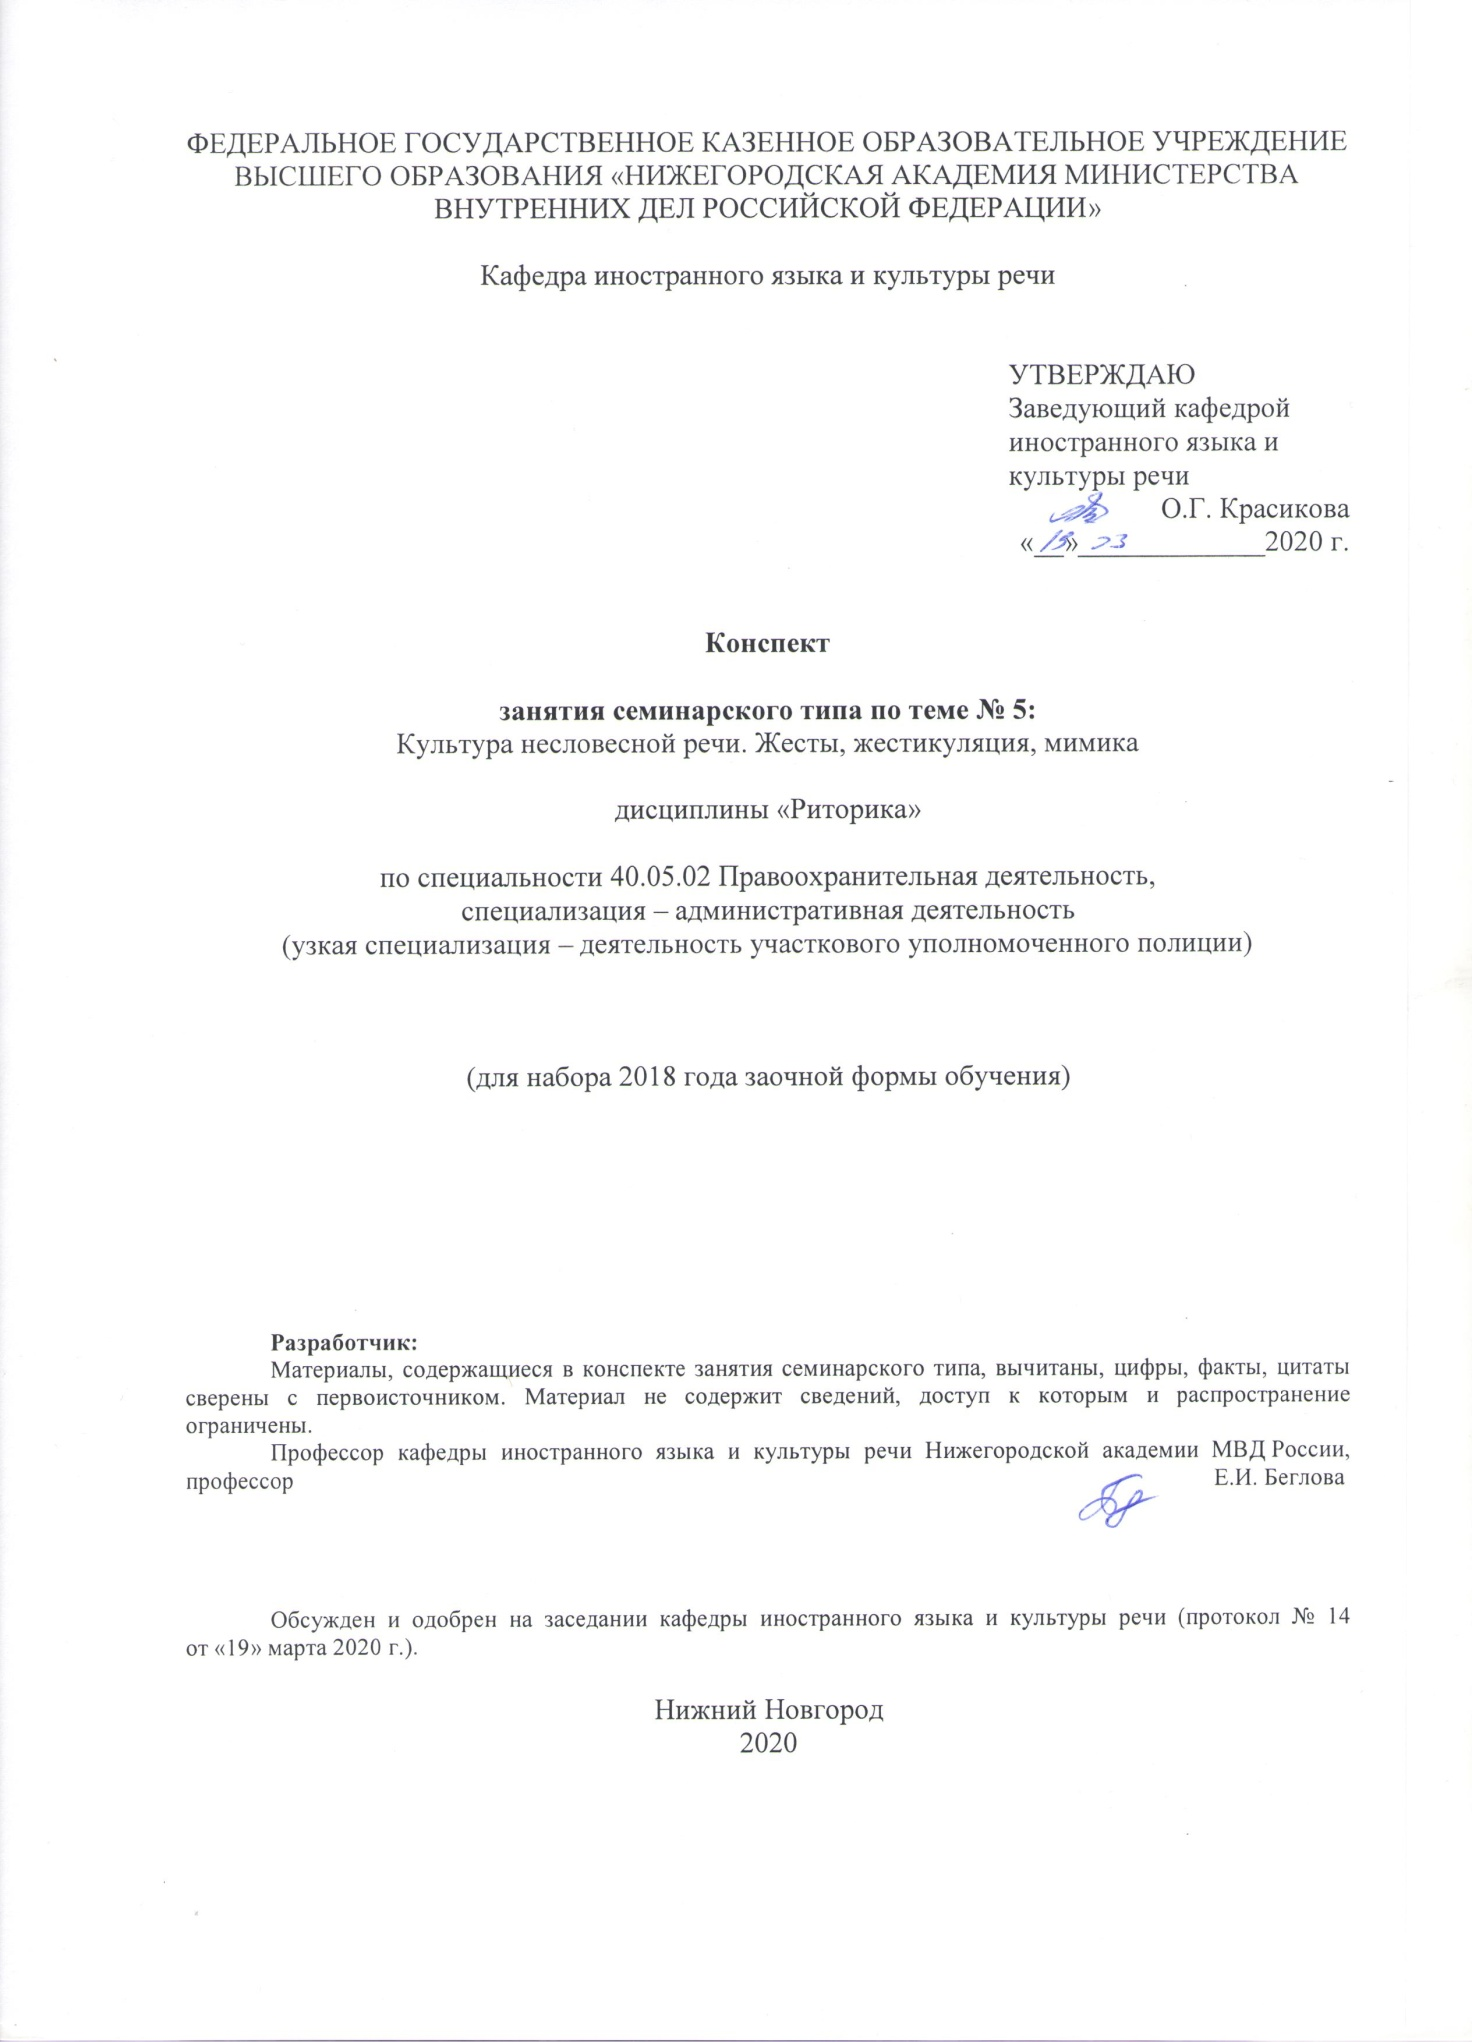 ФЕДЕРАЛЬНОЕ ГОСУДАРСТВЕННОЕ КАЗЕННОЕ ОБРАЗОВАТЕЛЬНОЕ УЧРЕЖДЕНИЕ
ВЫСШЕГО ОБРАЗОВАНИЯ «НИЖЕГОРОДСКАЯ АКАДЕМИЯ МИНИСТЕРСТВА
ВНУТРЕННИХ ДЕЛ РОССИЙСКОЙ ФЕДЕРАЦИИ»
Кафедра иностранного языка и культуры речи
УТВЕРЖДАЮ
Заведующий кафедрой
иностранного языка и
культуры речи
О.Г. Красикова
«19» 03 2020 г.
Конспект
занятия семинарского типа по теме № 5:
Культура несловесной речи. Жесты, жестикуляция, мимика
дисциплины «Риторика»
по специальности 40.05.02 Правоохранительная деятельность,
специализация – административная деятельность
(узкая специализация – деятельность участкового уполномоченного полиции)
(для набора 2018 года заочной формы обучения)
Разработчик:
Материалы, содержащиеся в конспекте занятия семинарского типа, вычитаны, цифры, факты, цитаты
сверены с первоисточником. Материал не содержит сведений, доступ к которым и распространение
ограничены.
Профессор кафедры иностранного языка и культуры речи Нижегородской академии МВД России,
профессор Е.И. Беглова
Обсужден и одобрен на заседании кафедры иностранного языка и культуры речи (протокол № 14
от «19» марта 2020 г.).
Нижний Новгород
2020